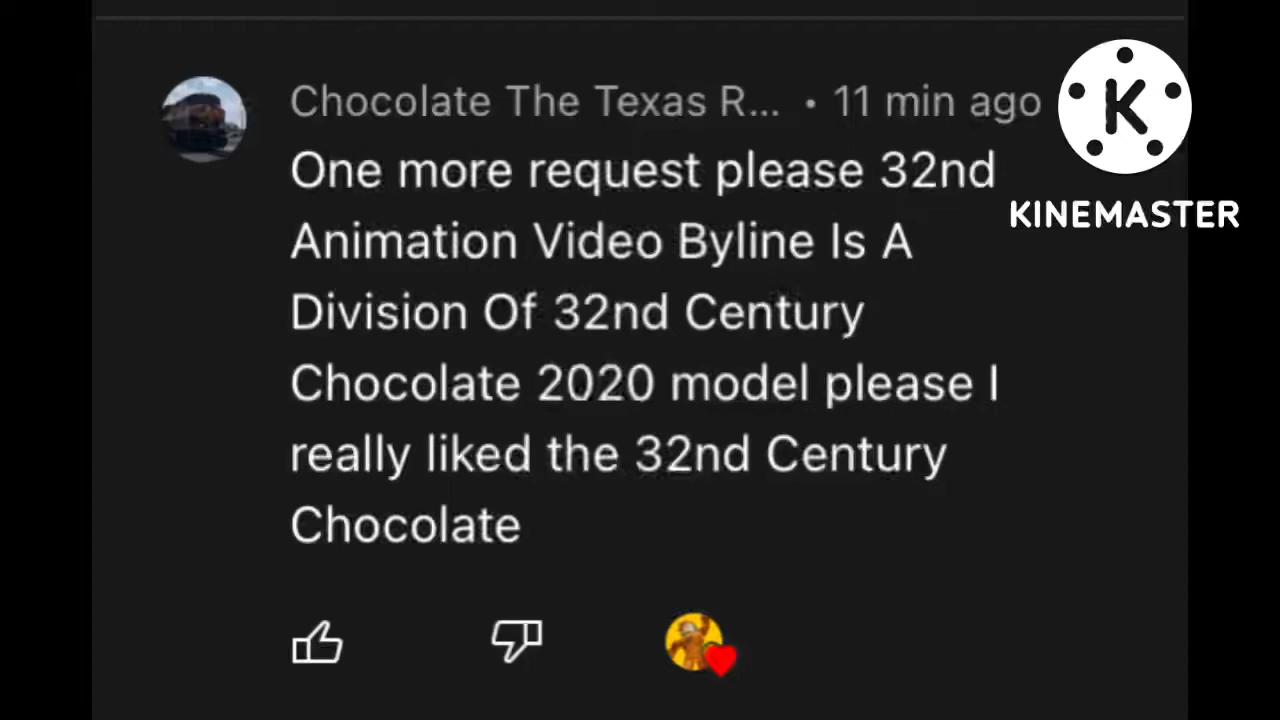 Chocolate The Texas R... • 11 min ago
One more request please 32nd
Animation Video Byline Is A
Division Of 32nd Century
Chocolate 2020 model please I
really liked the 32nd Century
Chocolate
K
KINEMASTER